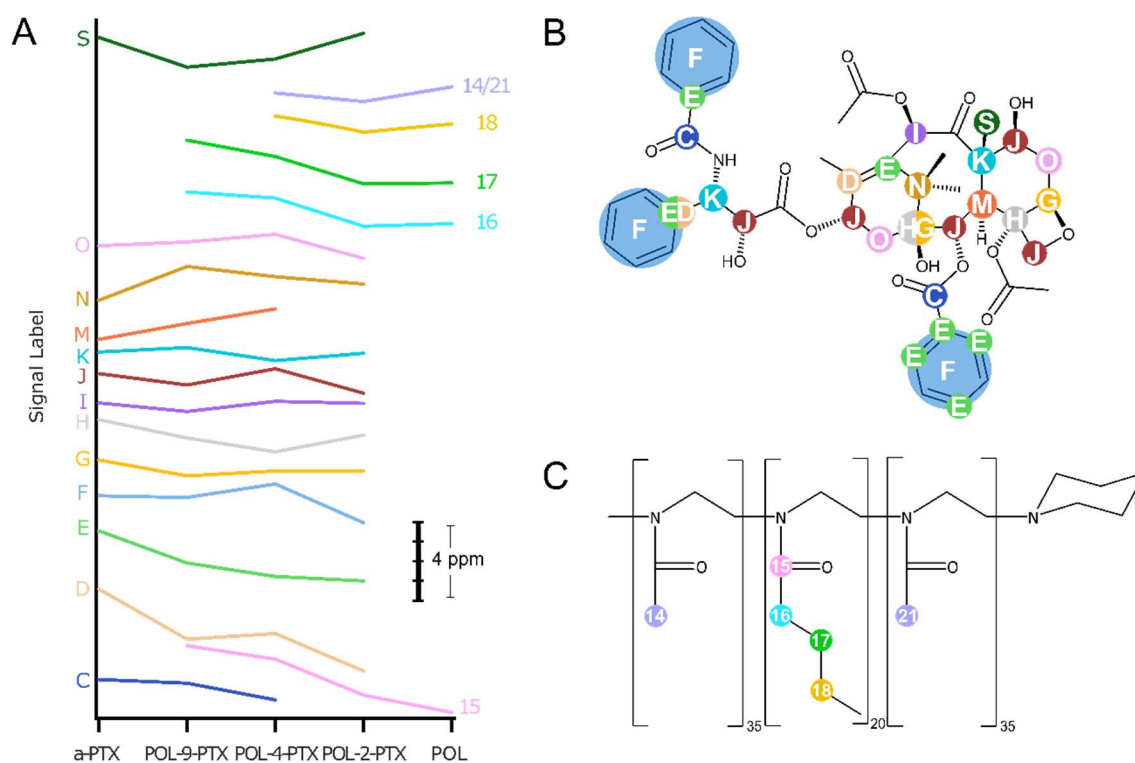 A
Signal Label
S
14/21
18
17
16
O
N
M
K
J
I
H
G
F
E
D
C
15
4 ppm
a-PTX POL-9-PTX POL-4-PTX POL-2-PTX POL
B
F
E
C
O
NH
O
O
I
O
S
OH
K
J
O
D
E
N
K
M
G
F
E D
K
J
O
O
J
O
H G
J
H
H
O
J
HO
OH
O
O
O
O
C
E
E
E
F
E
C
N
N
N
N
O
15
O
O
14
16
21
17
18
35
20
35